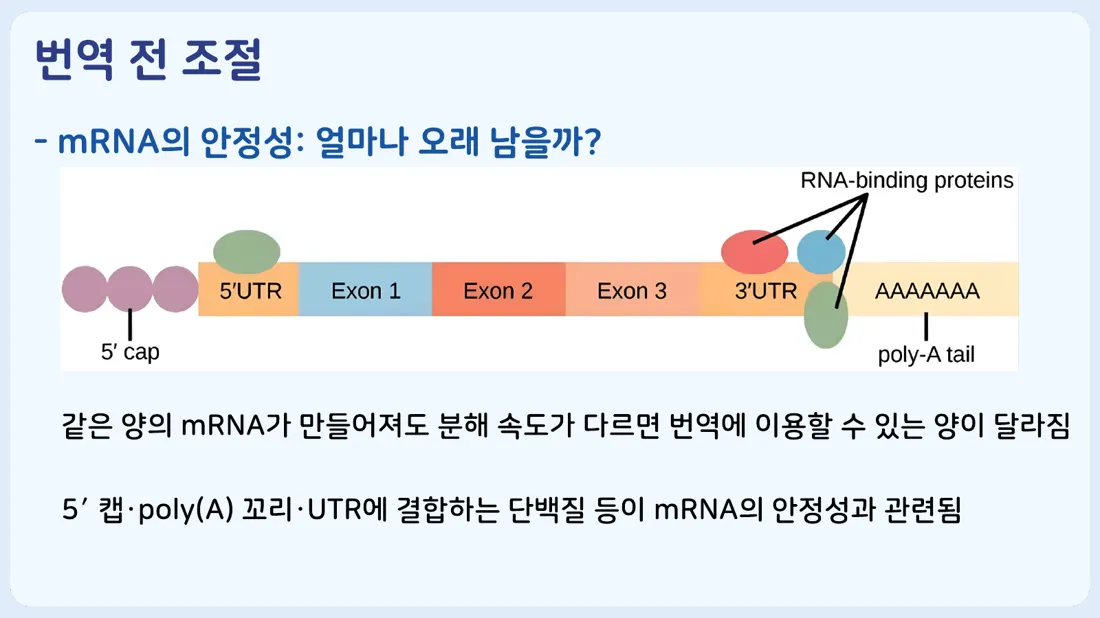 번역 전 조절
- mRNA의 안정성: 얼마나 오래 남을까?
RNA-binding proteins
5′UTR
Exon 1
Exon 2
Exon 3
3′UTR
AAAAAAA
5′ cap
poly-A tail
같은 양의 mRNA가 만들어져도 분해 속도가 다르면 번역에 이용할 수 있는 양이 달라짐
5′ 캡·poly(A) 꼬리·UTR에 결합하는 단백질 등이 mRNA의 안정성과 관련됨